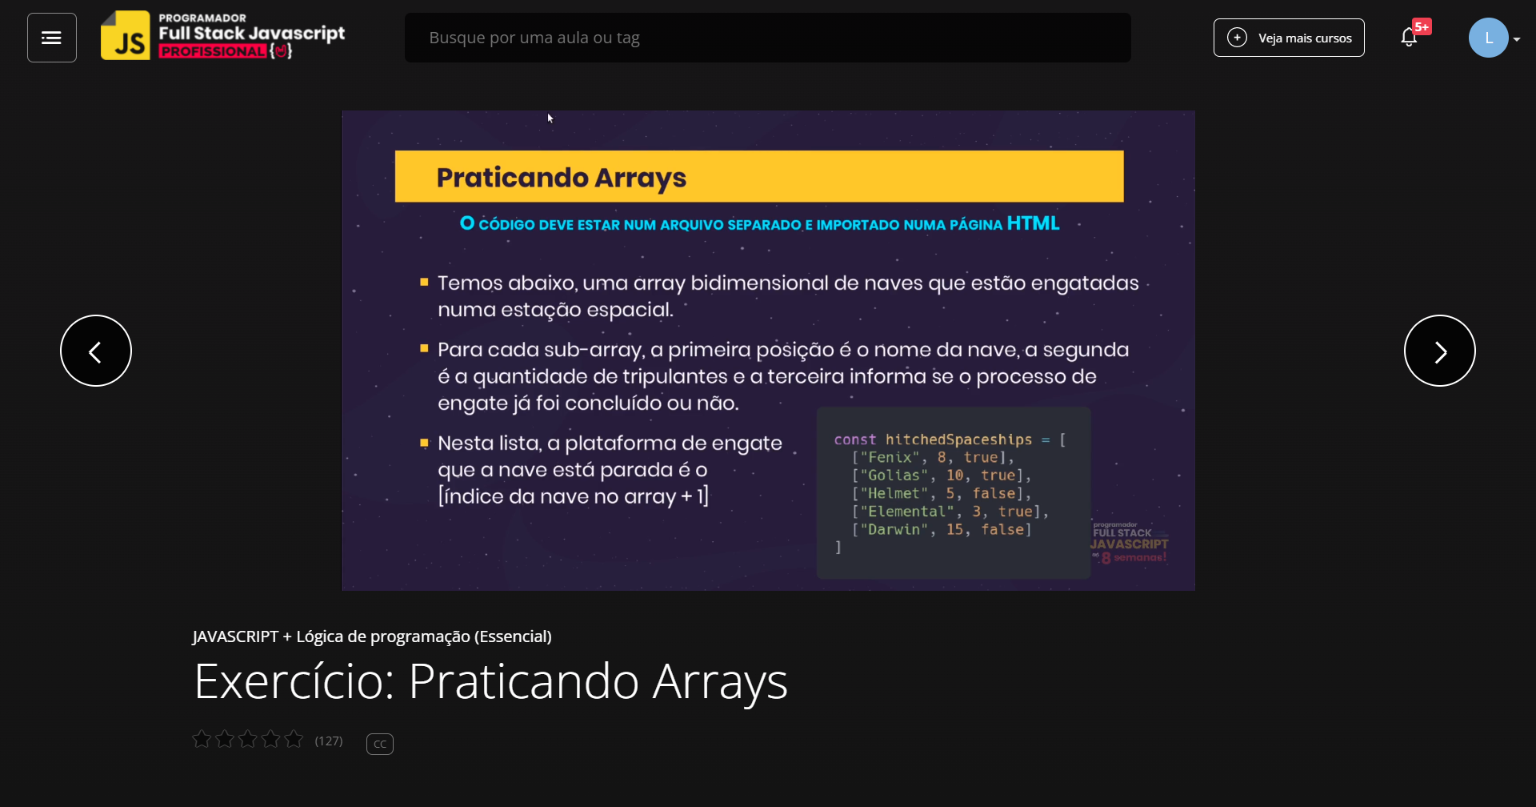 JS
PROGRAMADOR
Full Stack Javascript
PROFISSIONAL {}
Busque por uma aula ou tag
Veja mais cursos
5+
L
Praticando Arrays
O CÓDIGO DEVE ESTAR NUM ARQUIVO SEPARADO E IMPORTADO NUMA PÁGINA HTML
Temos abaixo, uma array bidimensional de naves que estão engatadas
numa estação espacial.
Para cada sub-array, a primeira posição é o nome da nave, a segunda
é a quantidade de tripulantes e a terceira informa se o processo de
engate já foi concluído ou não.
Nesta lista, a plataforma de engate
que a nave está parada é o
[índice da nave no array + 1]
const hitchedSpaceships = [
["Fenix", 8, true],
["Golias", 10, true],
["Helmet", 5, false],
["Elemental", 3, true],
["Darwin", 15, false]
]
programador
FULL STACK
JAVASCRIPT
em 8 semanas!
JAVASCRIPT + Lógica de programação (Essencial)
Exercício: Praticando Arrays
(127)
CC